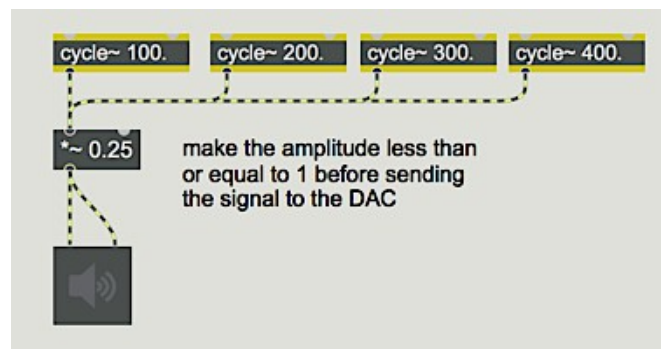 cycle~ 100. cycle~ 200. cycle~ 300. cycle~ 400.
*~ 0.25
make the amplitude less than
or equal to 1 before sending
the signal to the DAC